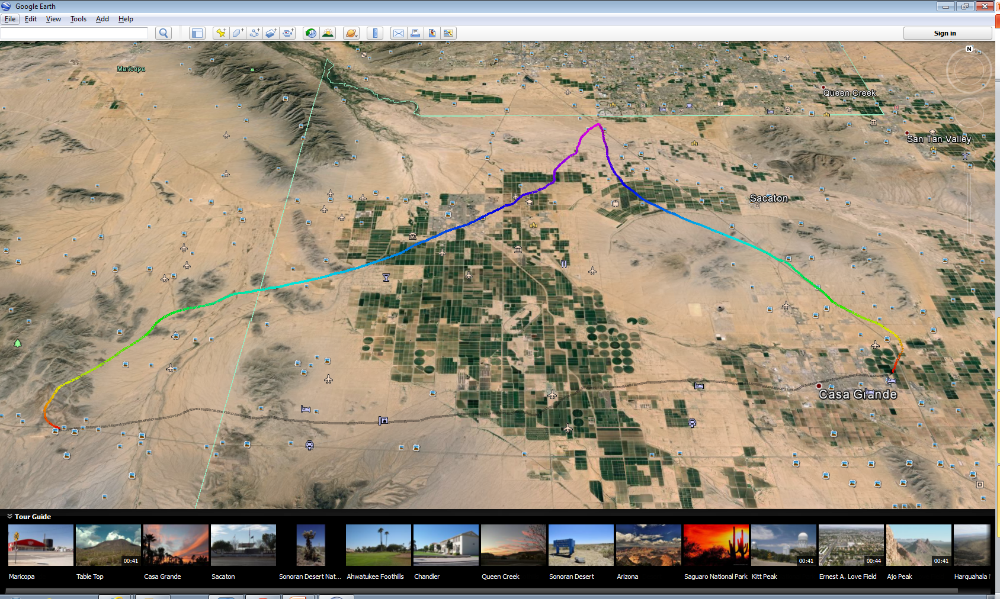 Google Earth
File Edit View Tools Add Help
Sign in
N
Maricopa
Queen Creek
San Tan Valley
Sacaton
Casa Grande
Tour Guide
00:41
00:41
00:44
00:41
Maricopa
Table Top
Casa Grande
Sacaton
Sonoran Desert Nat...
Ahwatukee Foothills
Chandler
Queen Creek
Sonoran Desert
Arizona
Saguaro National Park
Kitt Peak
Ernest A. Love Field
Ajo Peak
Harquahala